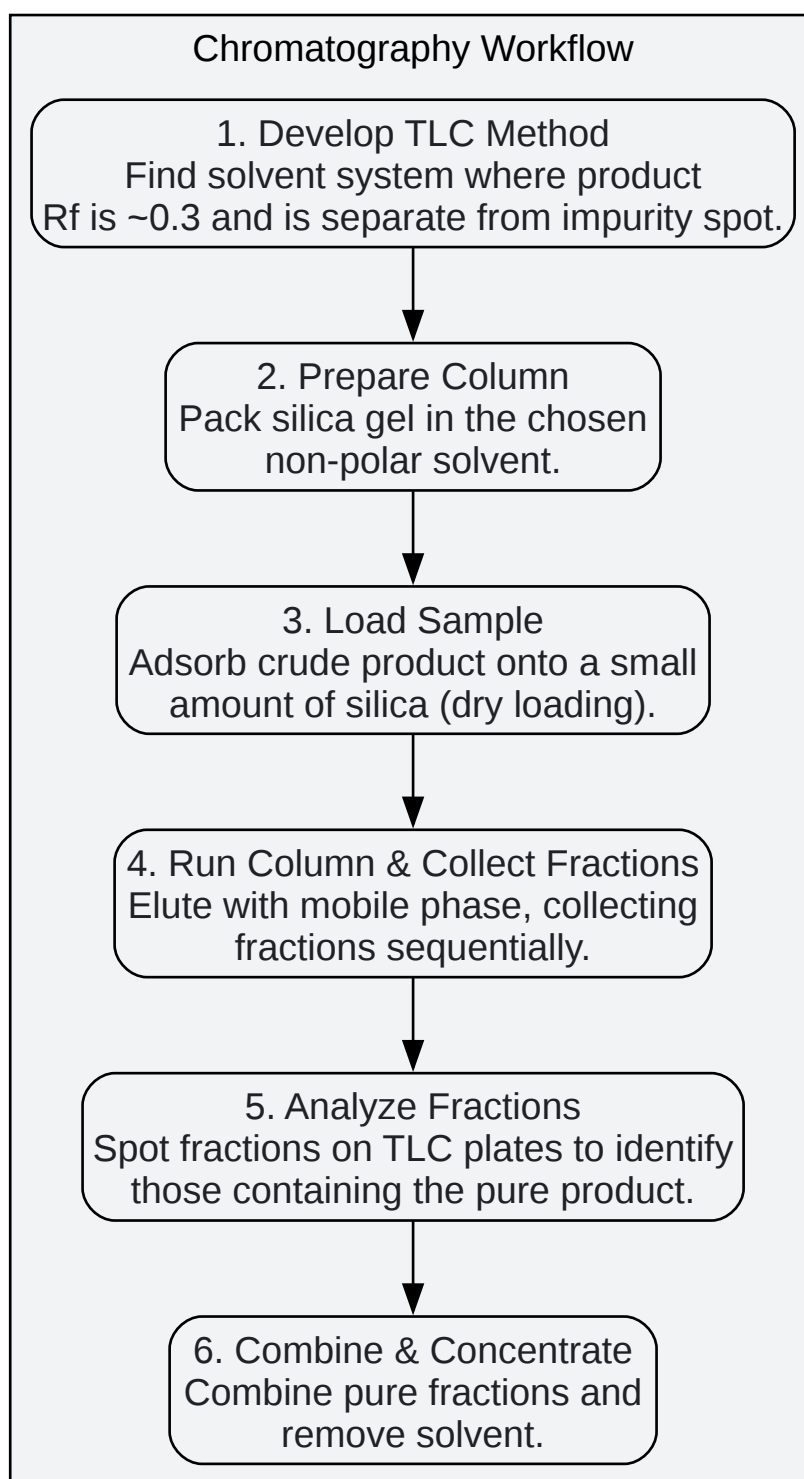 Chromatography Workflow
1. Develop TLC Method
Find solvent system where product
Rf is ~0.3 and is separate from impurity spot.
2. Prepare Column
Pack silica gel in the chosen
non-polar solvent.
3. Load Sample
Adsorb crude product onto a small
amount of silica (dry loading).
4. Run Column & Collect Fractions
Elute with mobile phase, collecting
fractions sequentially.
5. Analyze Fractions
Spot fractions on TLC plates to identify
those containing the pure product.
6. Combine & Concentrate
Combine pure fractions and
remove solvent.